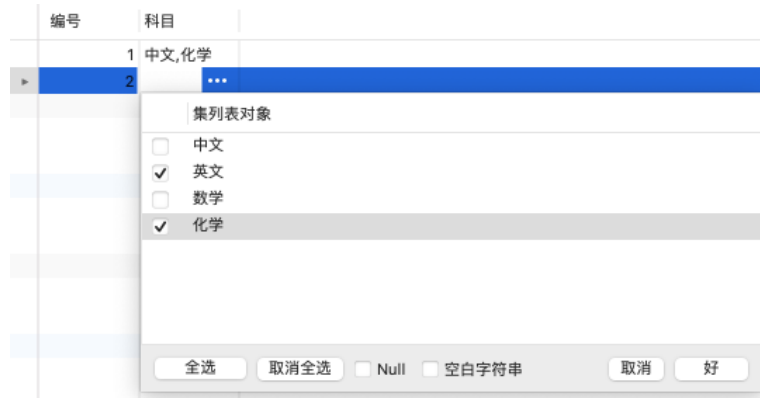 编号 科目
1 中文,化学
2
集列表对象
中文
英文
数学
化学
全选 取消全选 Null 空白字符串 取消 好